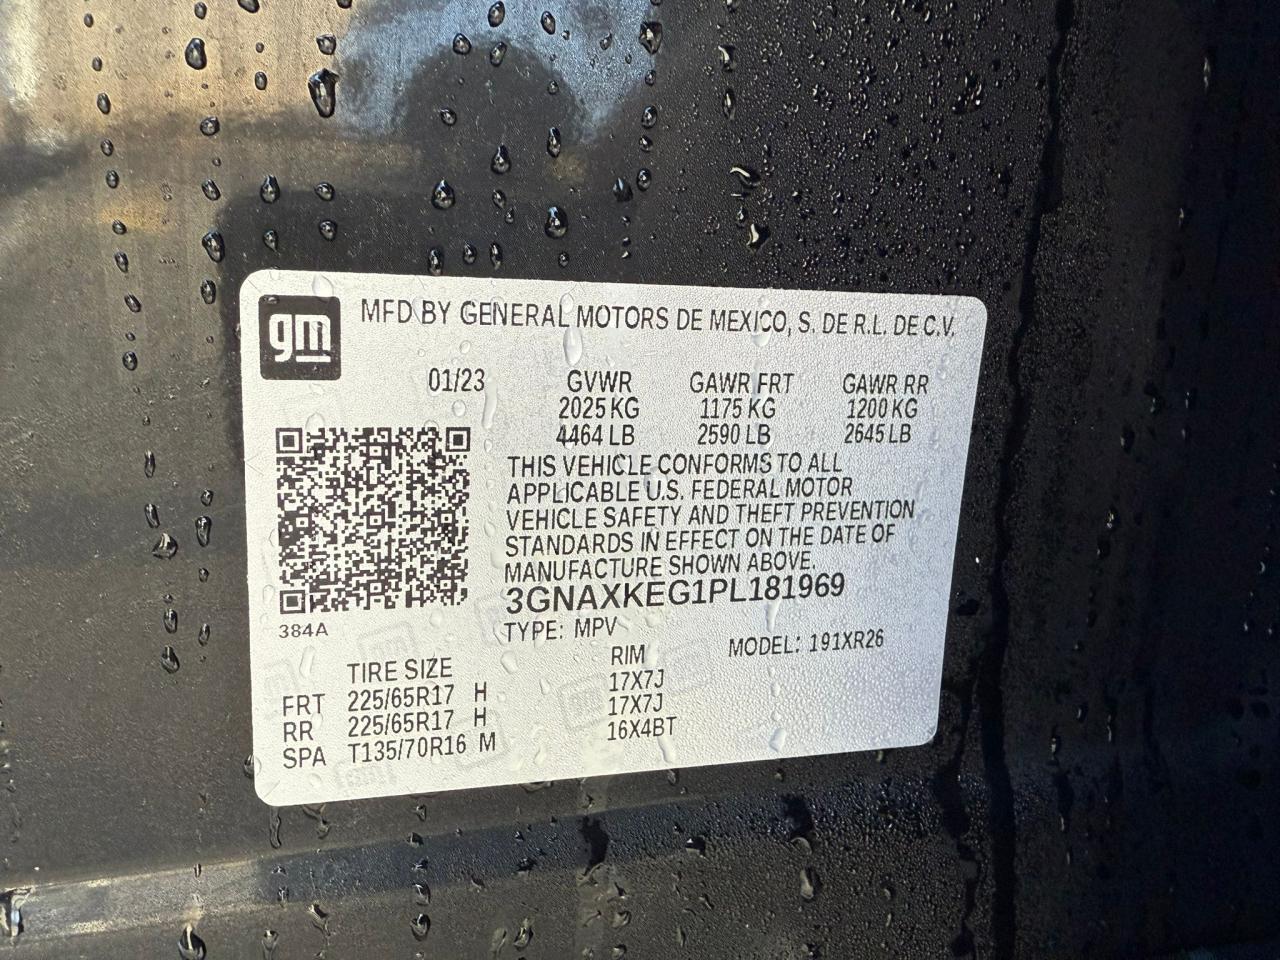 gm
MFD BY GENERAL MOTORS DE MEXICO, S. DE R.L. DE C.V.
01/23 GVWR GAWR FRT GAWR RR
2025 KG 1175 KG 1200 KG
4464 LB 2590 LB 2645 LB
THIS VEHICLE CONFORMS TO ALL
APPLICABLE U.S. FEDERAL MOTOR
VEHICLE SAFETY AND THEFT PREVENTION
STANDARDS IN EFFECT ON THE DATE OF
MANUFACTURE SHOWN ABOVE.
3GNAXKEG1PL181969
384A
TYPE: MPV MODEL: 191XR26
TIRE SIZE RIM
FRT 225/65R17 H 17X7J
RR 225/65R17 H 17X7J
SPA T135/70R16 M 16X4BT